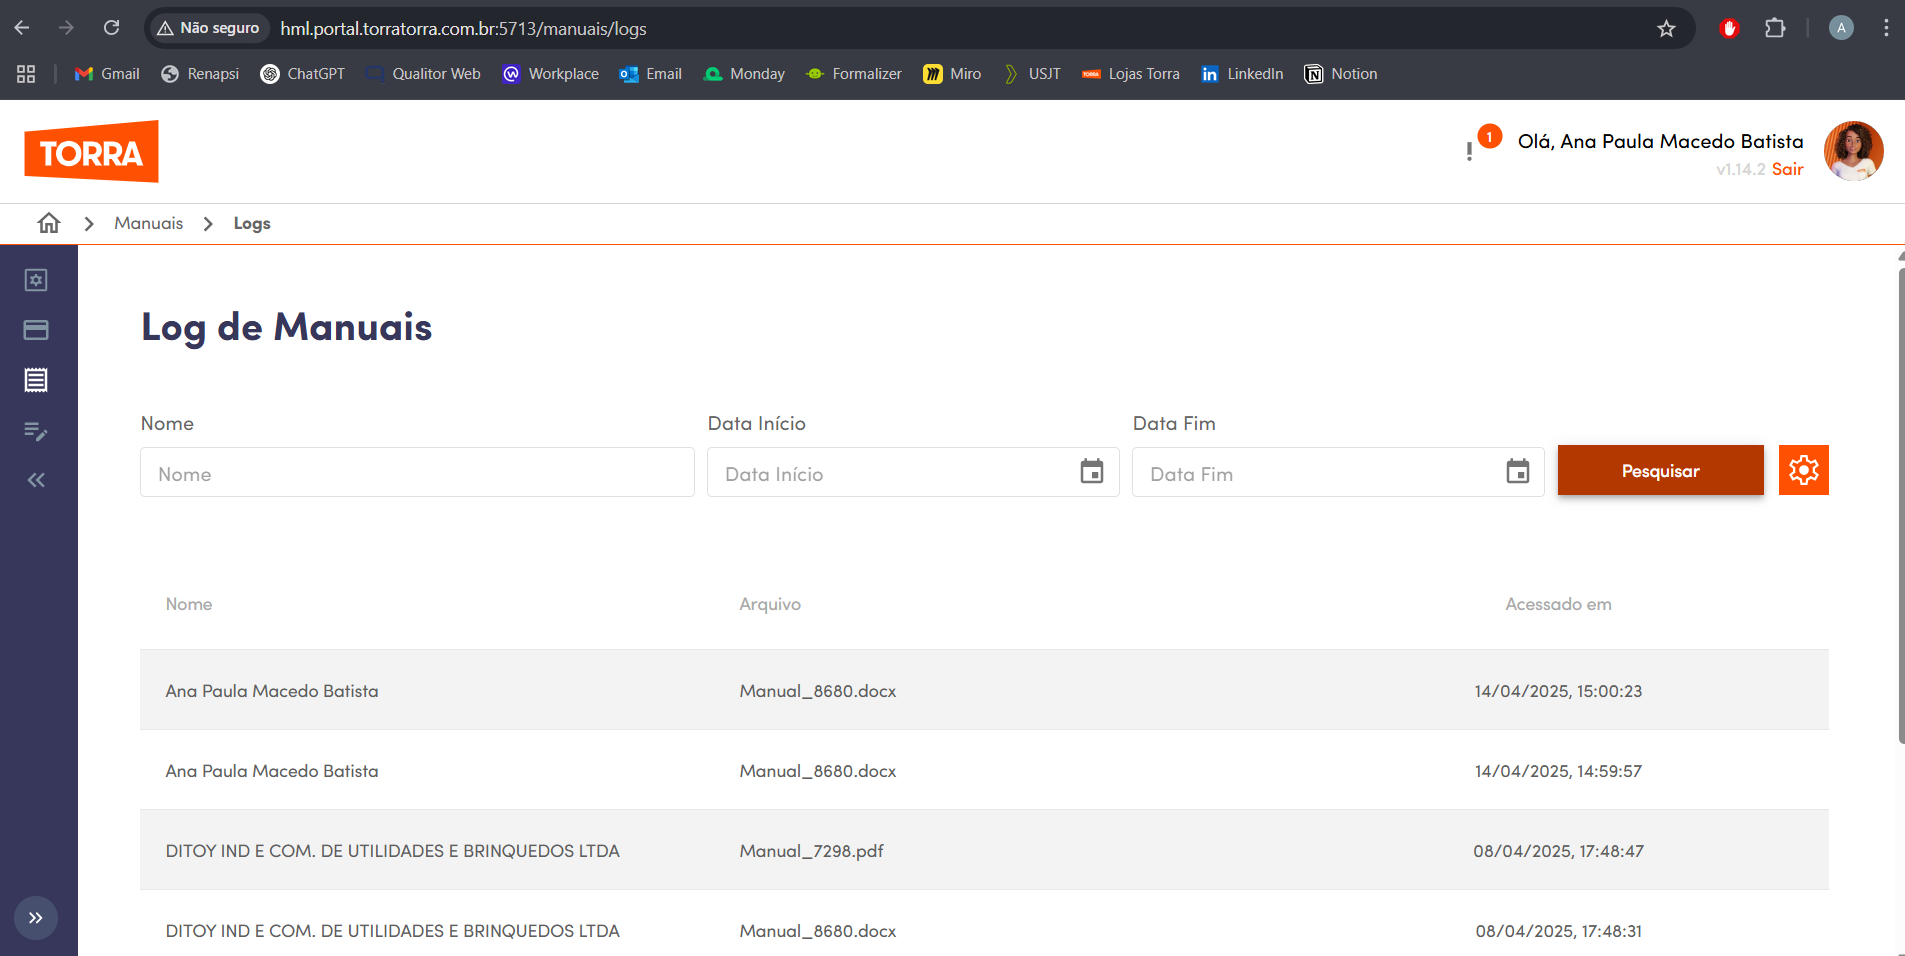 Não seguro
hml.portal.torratorra.com.br:5713/manuais/logs
A
Gmail
Renapsi
ChatGPT
Qualitor Web
Workplace
Email
Monday
Formalizer
Miro
USJT
Lojas Torra
LinkedIn
Notion
TORRA
1
Olá, Ana Paula Macedo Batista
v1.14.2 Sair
Manuais
Logs
Log de Manuais
Nome
Data Início
Data Fim
Nome
Data Início
Data Fim
Pesquisar
Nome Arquivo Acessado em
Ana Paula Macedo Batista Manual_8680.docx 14/04/2025, 15:00:23
Ana Paula Macedo Batista Manual_8680.docx 14/04/2025, 14:59:57
DITOY IND E COM. DE UTILIDADES E BRINQUEDOS LTDA Manual_7298.pdf 08/04/2025, 17:48:47
DITOY IND E COM. DE UTILIDADES E BRINQUEDOS LTDA Manual_8680.docx 08/04/2025, 17:48:31